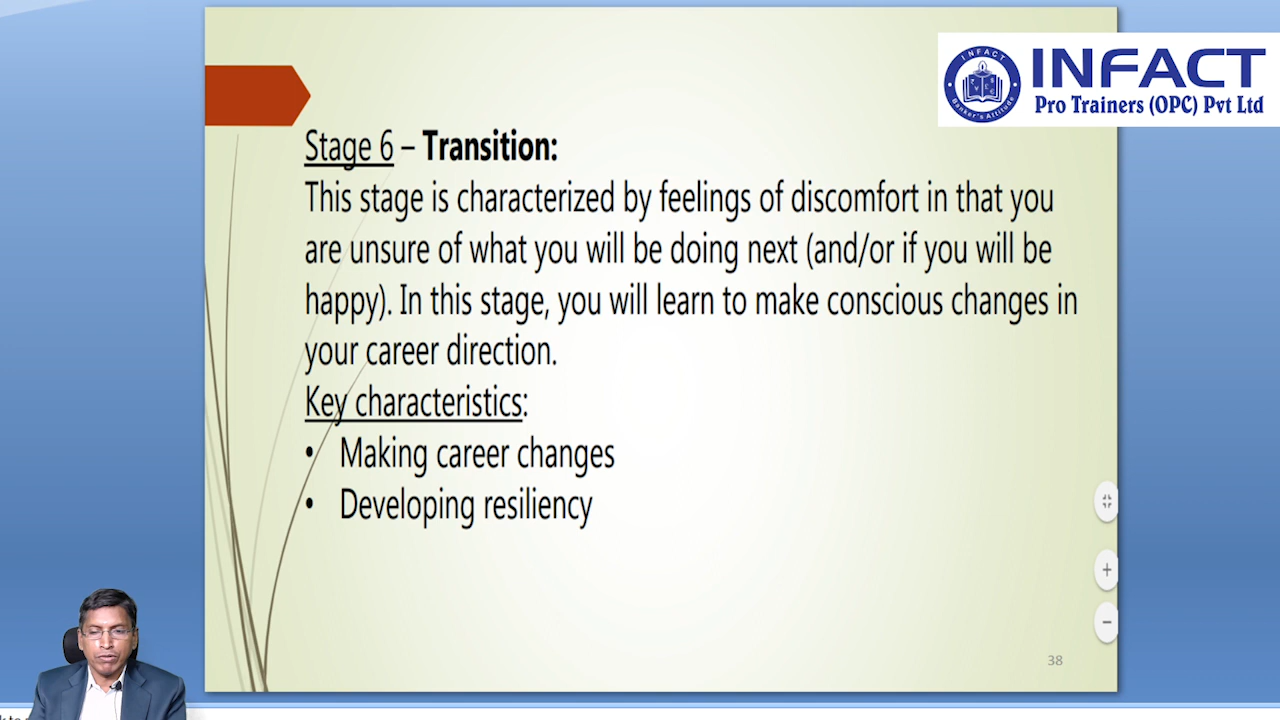 INFACT
Pro Trainers (OPC) Pvt Ltd
INFACT
Banker's Attitude
Stage 6 – Transition:
This stage is characterized by feelings of discomfort in that you
are unsure of what you will be doing next (and/or if you will be
happy). In this stage, you will learn to make conscious changes in
your career direction.
Key characteristics:
• Making career changes
• Developing resiliency
38